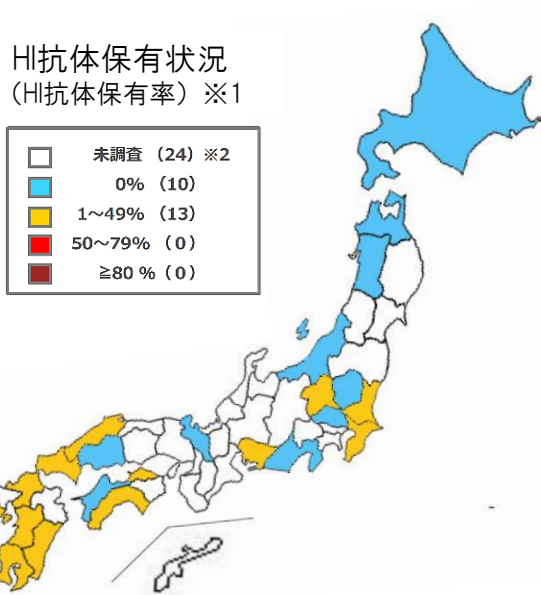 HI抗体保有状況
（HI抗体保有率）※1
未調査 （24）※2
0% （10）
1～49% （13）
50～79% （0）
≧80 %（0）